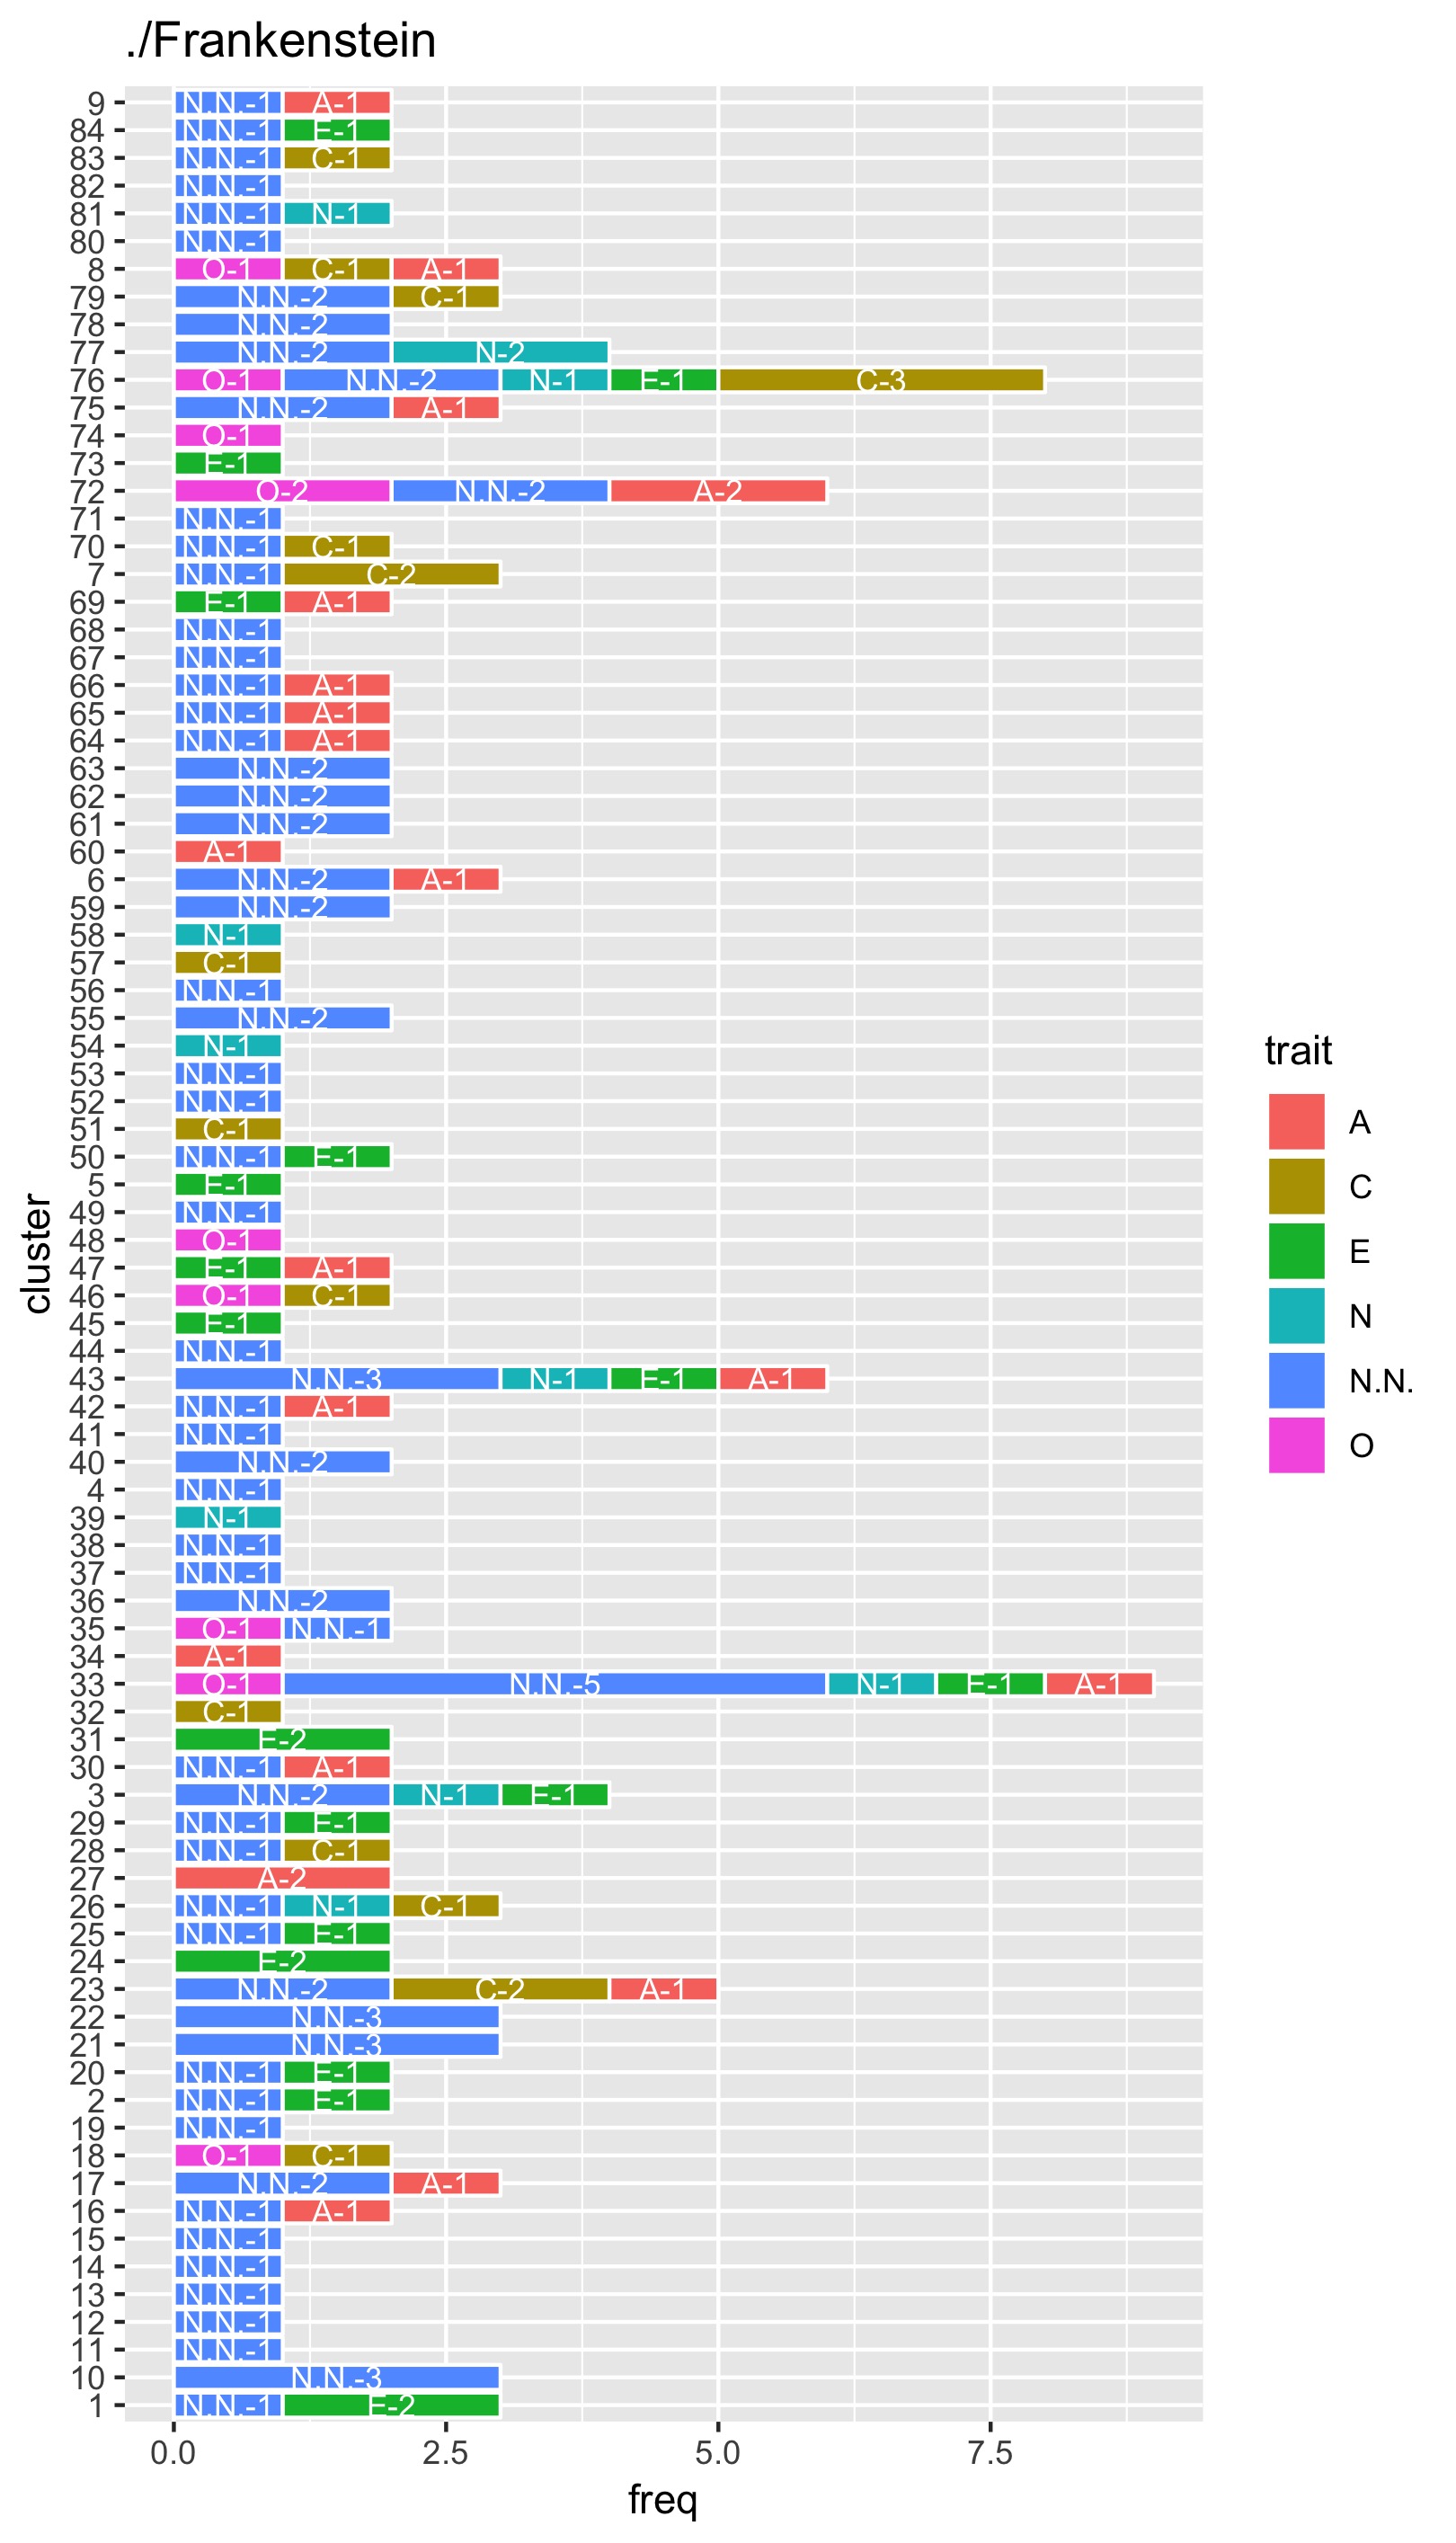 ./Frankenstein
9 N.N.-1 A-1
84 N.N.-1 E-1
83 N.N.-1 C-1
82 N.N.-1
81 N.N.-1 N-1
80 N.N.-1
8 O-1 C-1 A-1
79 N.N.-2 C-1
78 N.N.-2
77 N.N.-2 N-2
76 O-1 N.N.-2 N-1 E-1 C-3
75 N.N.-2 A-1
74 O-1
73 E-1
72 O-2 N.N.-2 A-2
71 N.N.-1
70 N.N.-1 C-1
7 N.N.-1 C-2
69 E-1 A-1
68 N.N.-1
67 N.N.-1
66 N.N.-1 A-1
65 N.N.-1 A-1
64 N.N.-1 A-1
63 N.N.-2
62 N.N.-2
61 N.N.-2
60 A-1
6 N.N.-2 A-1
59 N.N.-2
58 N-1
57 C-1
56 N.N.-1
55 N.N.-2
54 N-1
53 N.N.-1
52 N.N.-1
51 C-1
50 N.N.-1 E-1
5 E-1
49 N.N.-1
48 O-1
47 E-1 A-1
46 O-1 C-1
45 E-1
44 N.N.-1
43 N.N.-3 N-1 E-1 A-1
42 N.N.-1 A-1
41 N.N.-1
40 N.N.-2
4 N.N.-1
39 N-1
38 N.N.-1
37 N.N.-1
36 N.N.-2
35 O-1 N.N.-1
34 A-1
33 O-1 N.N.-5 N-1 E-1 A-1
32 C-1
31 E-2
30 N.N.-1 A-1
3 N.N.-2 N-1 E-1
29 N.N.-1 E-1
28 N.N.-1 C-1
27 A-2
26 N.N.-1 N-1 C-1
25 N.N.-1 E-1
24 E-2
23 N.N.-2 C-2 A-1
22 N.N.-3
21 N.N.-3
20 N.N.-1 E-1
2 N.N.-1 E-1
19 N.N.-1
18 O-1 C-1
17 N.N.-2 A-1
16 N.N.-1 A-1
15 N.N.-1
14 N.N.-1
13 N.N.-1
12 N.N.-1
11 N.N.-1
10 N.N.-3
1 N.N.-1 E-2
0.0 2.5 5.0 7.5
freq
cluster
trait
A
C
E
N
N.N.
O